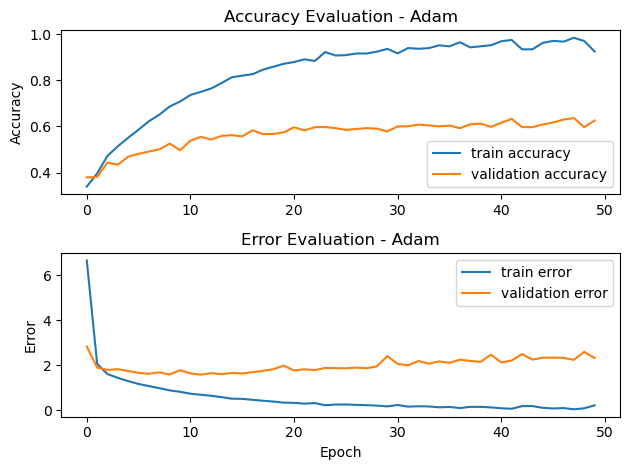 Accuracy Evaluation - Adam
1.0
0.8
0.6
0.4
Accuracy
train accuracy
validation accuracy
0 10 20 30 40 50
Error Evaluation - Adam
6
4
2
0
Error
train error
validation error
0 10 20 30 40 50
Epoch